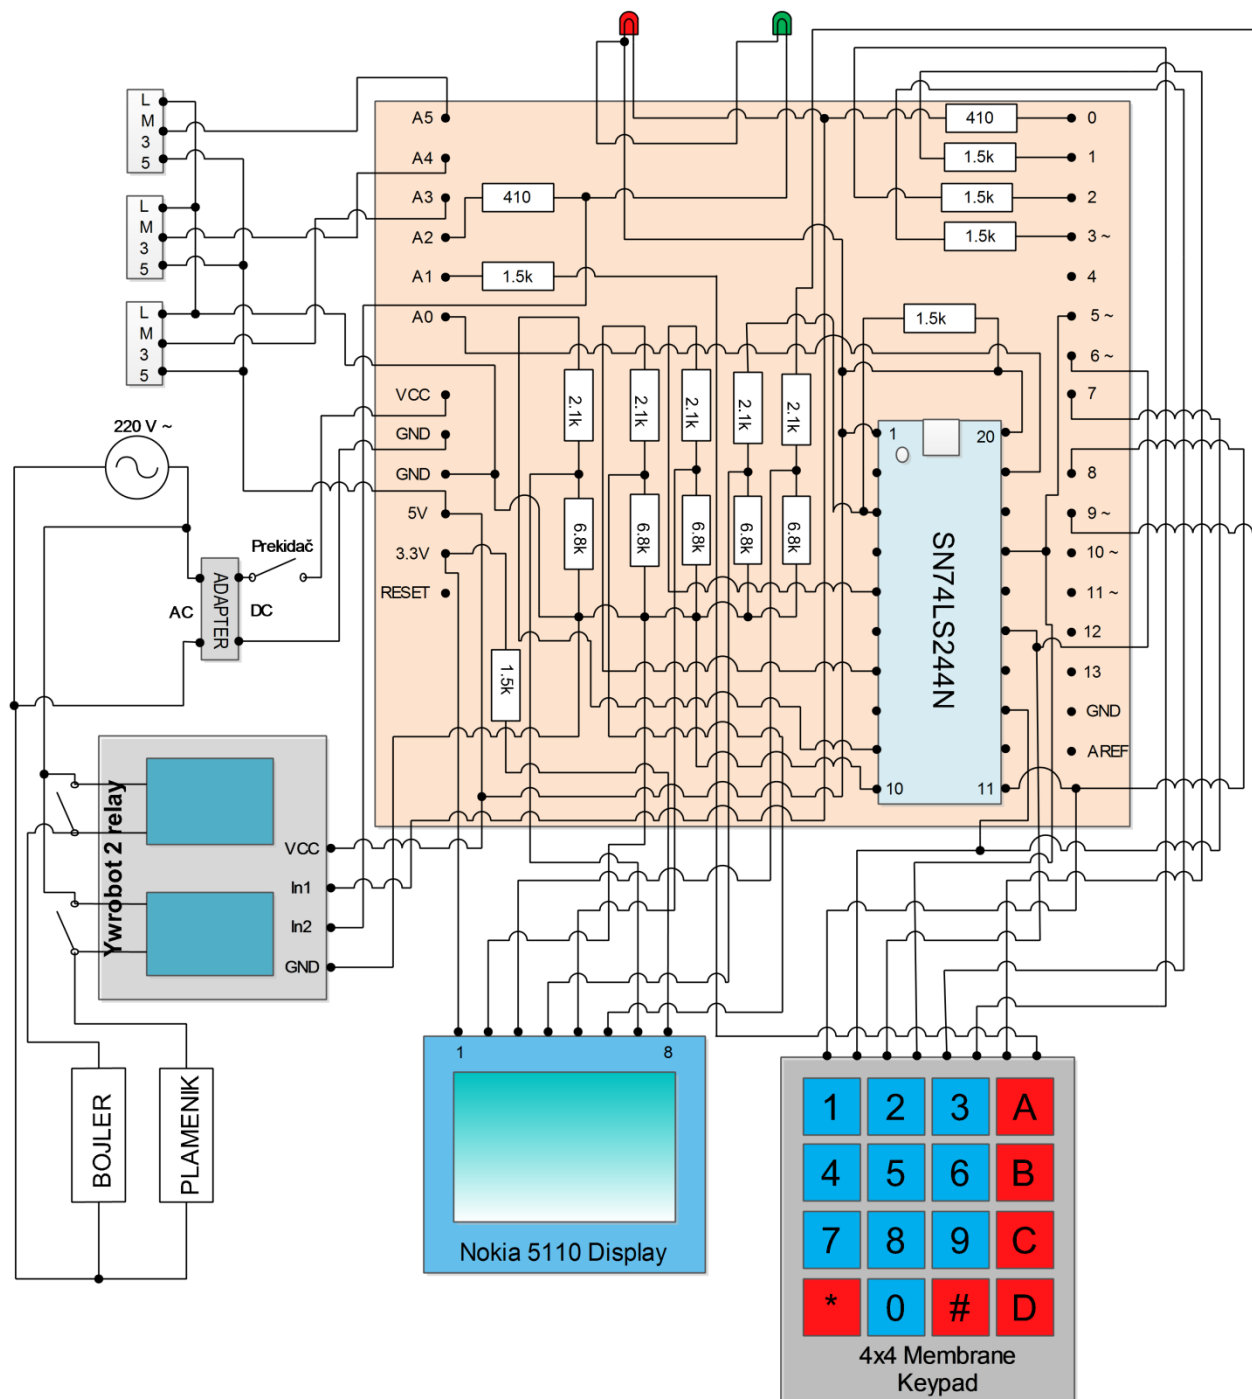 L
M
3
5
L
M
3
5
L
M
3
5
220 V ~
AC
ADAPTER
DC
Prekidač
Ywrobot 2 relay
VCC
In1
In2
GND
BOJLER
PLAMENIK
A5
A4
A3
A2
A1
A0
VCC
GND
GND
5V
3.3V
RESET
410
1.5k
410
1.5k
1.5k
1.5k
1.5k
2.1k
2.1k
2.1k
2.1k
2.1k
6.8k
6.8k
6.8k
6.8k
6.8k
1.5k
0
1
2
3 ~
4
5 ~
6 ~
7
8
9 ~
10 ~
11 ~
12
13
GND
AREF
1
20
SN74LS244N
10
11
1
8
Nokia 5110 Display
1 2 3 A
4 5 6 B
7 8 9 C
* 0 # D
4x4 Membrane
Keypad